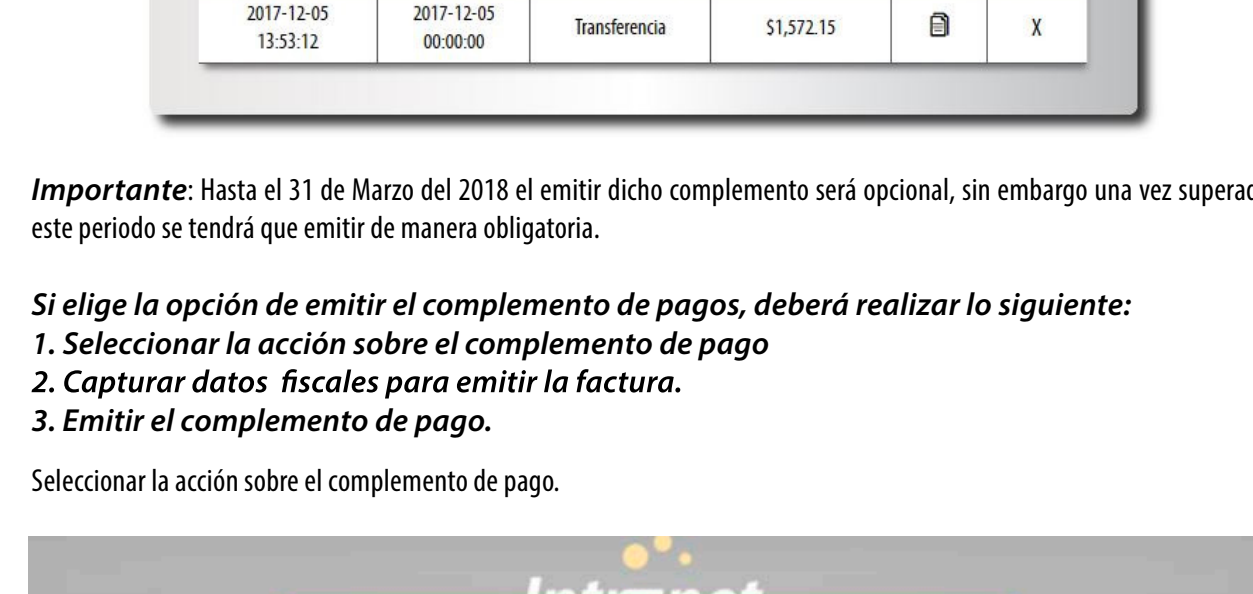 2017-12-05 2017-12-05 Transferencia $1,572.15 X
13:53:12 00:00:00
Importante: Hasta el 31 de Marzo del 2018 el emitir dicho complemento será opcional, sin embargo una vez
este periodo se tendrá que emitir de manera obligatoria.
Si elige la opción de emitir el complemento de pagos, deberá realizar lo siguiente:
1. Seleccionar la acción sobre el complemento de pago
2. Capturar datos fiscales para emitir la factura.
3. Emitir el complemento de pago.
Seleccionar la acción sobre el complemento de pago.